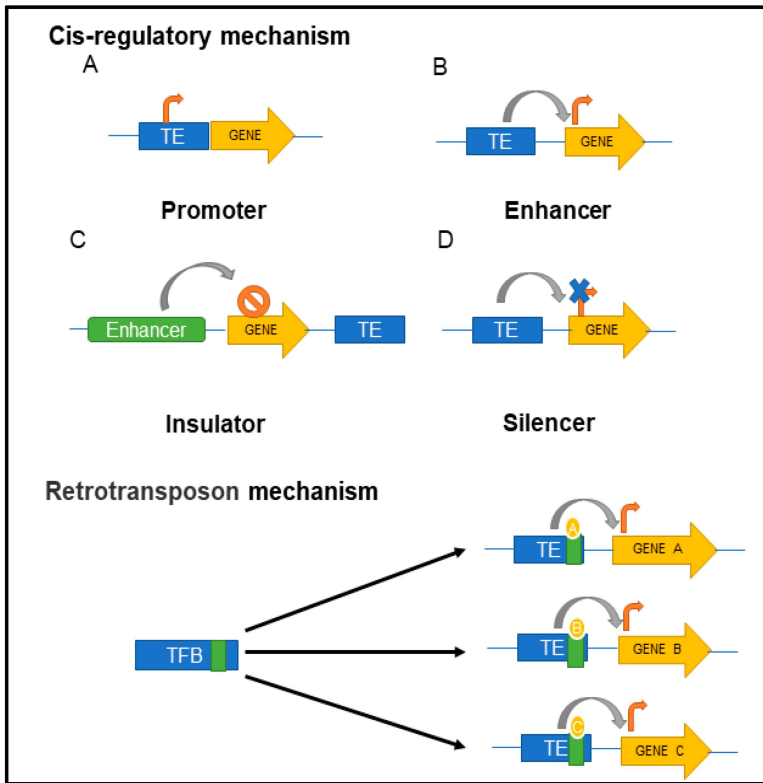 Cis-regulatory mechanism
A
TE
GENE
Promoter
B
TE
GENE
Enhancer
C
Enhancer
GENE
TE
Insulator
D
TE
GENE
Silencer
Retrotransposon mechanism
TFB
TE
A
GENE A
TE
B
GENE B
TE
C
GENE C